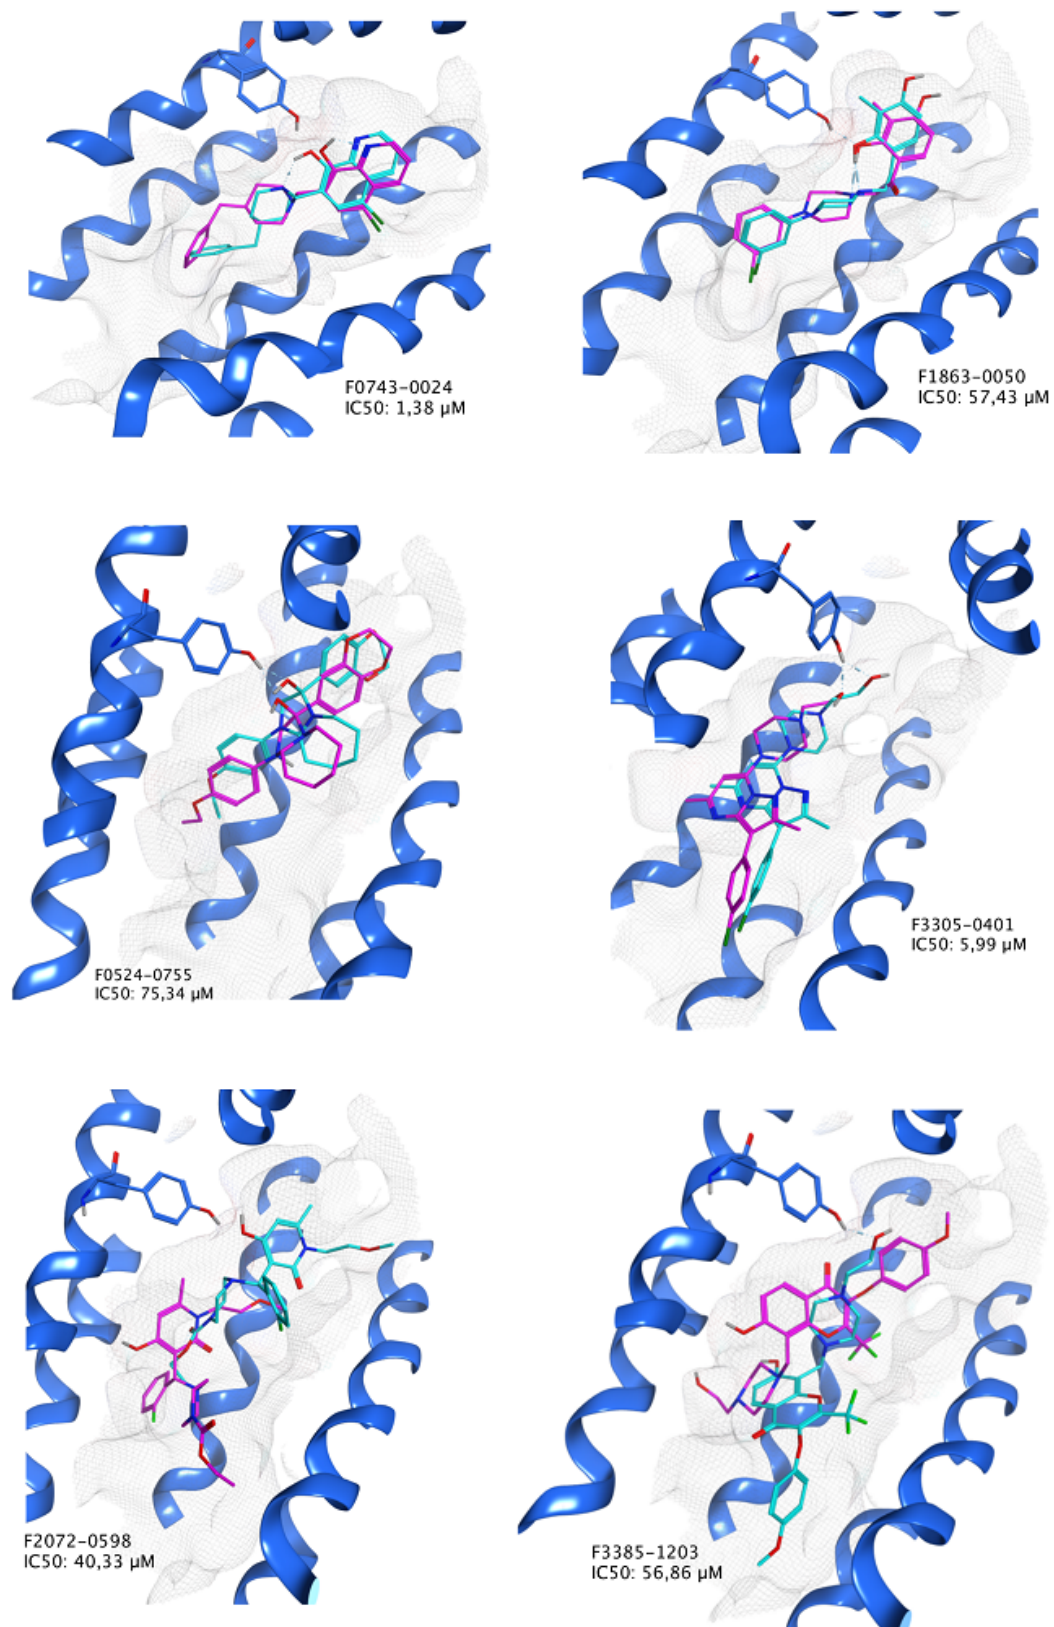 F0743-0024
IC50: 1,38 µM
F1863-0050
IC50: 57,43 µM
F0524-0755
IC50: 75,34 µM
F3305-0401
IC50: 5,99 µM
F2072-0598
IC50: 40,33 µM
F3385-1203
IC50: 56,86 µM